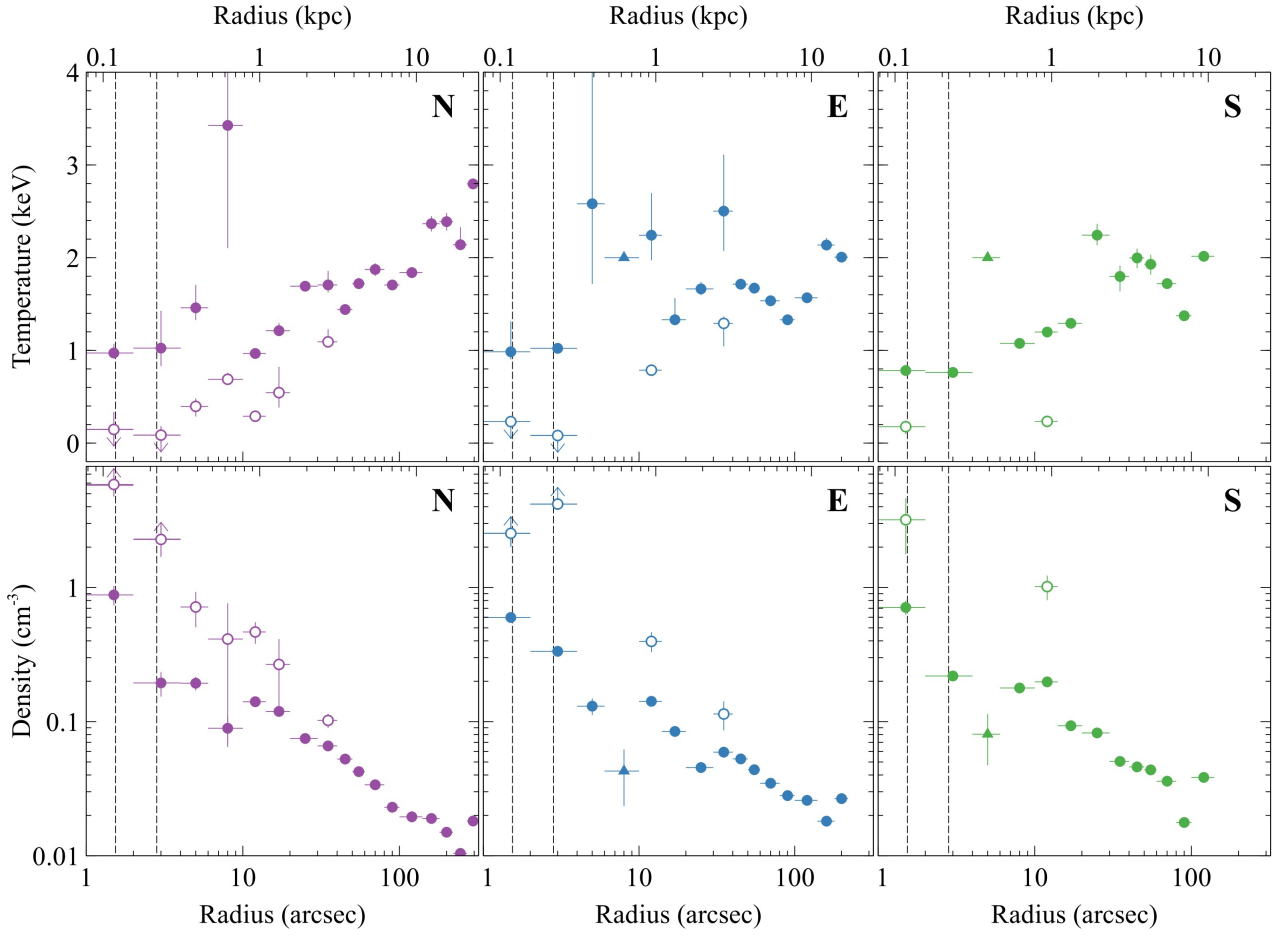 Radius (kpc) Radius (kpc) Radius (kpc)
0.1 1 10 0.1 1 10 0.1 1 10
4
N E S
3
2
1
0
Temperature (keV)
N E S
1
0.1
0.01
Density (cm-3)
1 10 100 1 10 100 1 10 100
Radius (arcsec) Radius (arcsec) Radius (arcsec)